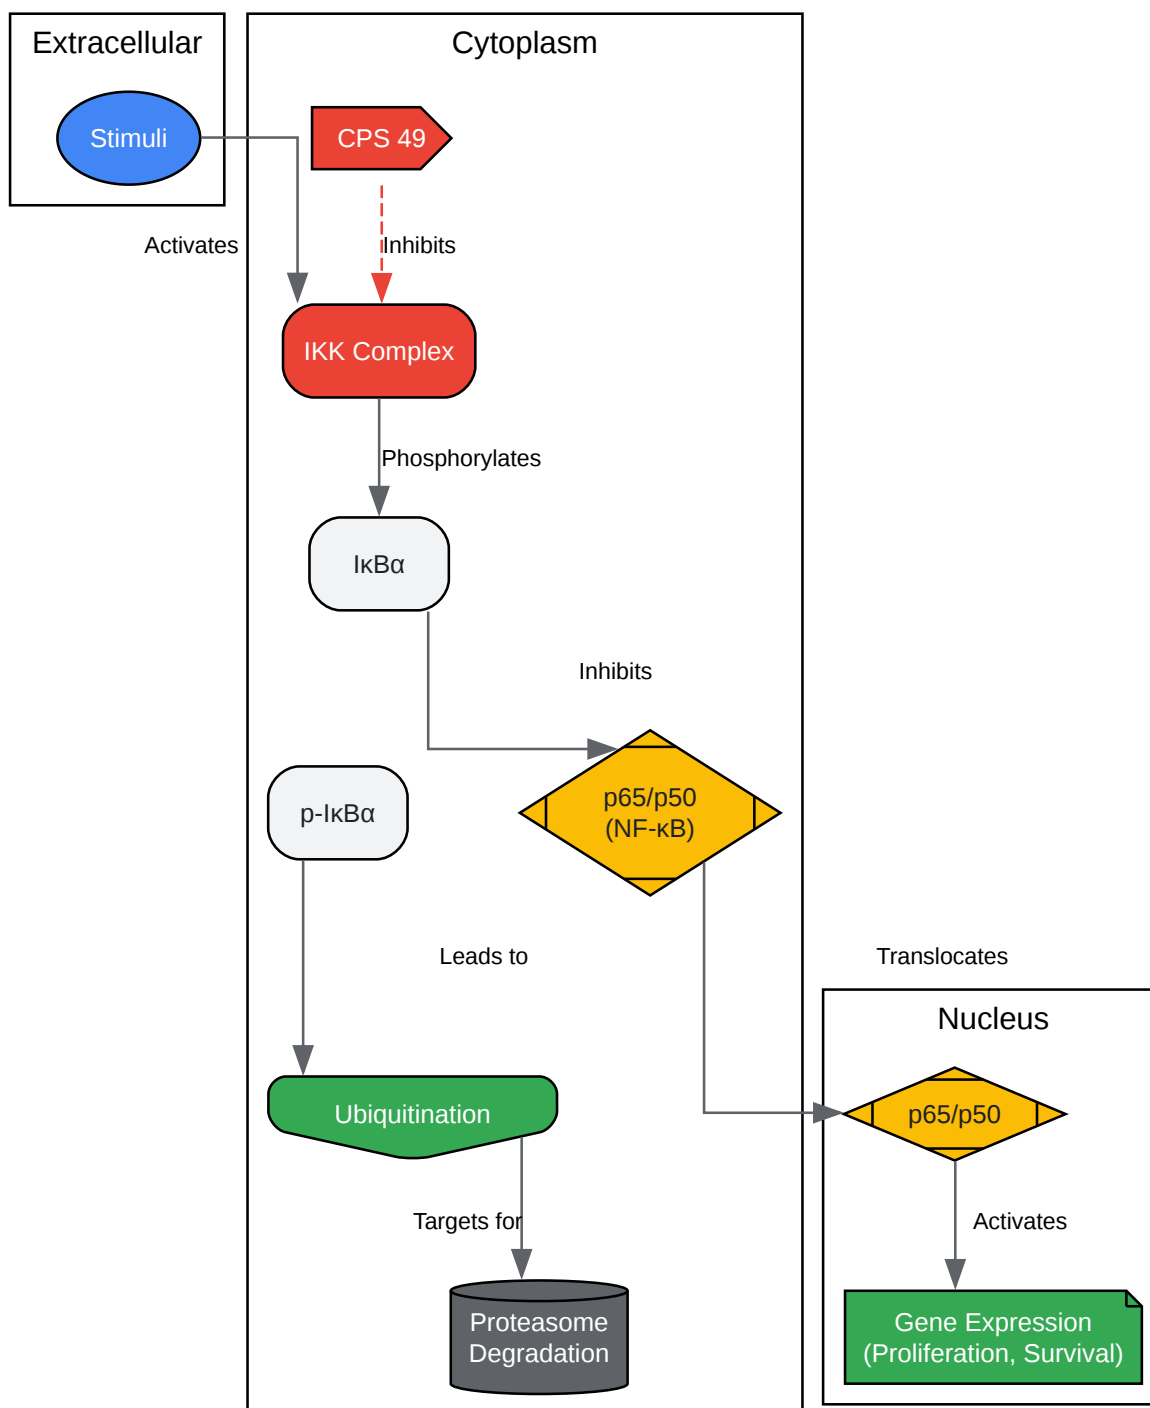 Extracellular
Cytoplasm
Stimuli
CPS 49
Activates
Inhibits
IKK Complex
Phosphorylates
IκBα
Inhibits
p-IκBα
p65/p50
(NF-κB)
Leads to
Translocates
Nucleus
Ubiquitination
p65/p50
Targets for
Activates
Proteasome
Degradation
Gene Expression
(Proliferation, Survival)